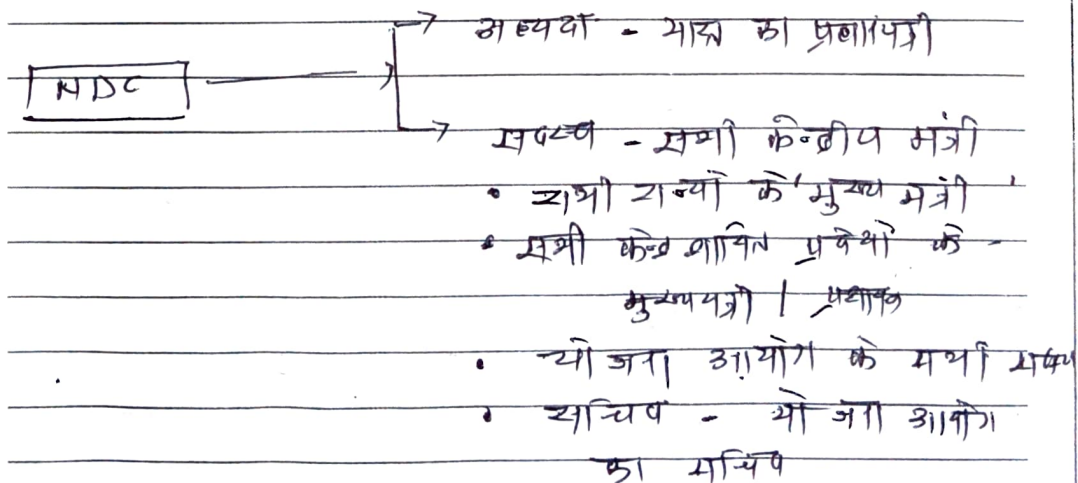 → अध्यक्ष - भारत का प्रधानमंत्री
NDC
→ सदस्य - सभी केन्द्रीय मंत्री
• सभी राज्यों के मुख्य मंत्री
• सभी केन्द्र शासित प्रदेशों के -
मुख्यमंत्री | प्रशासक
• योजना आयोग के सभी सदस्य
• सचिव - योजना आयोग
का सचिव